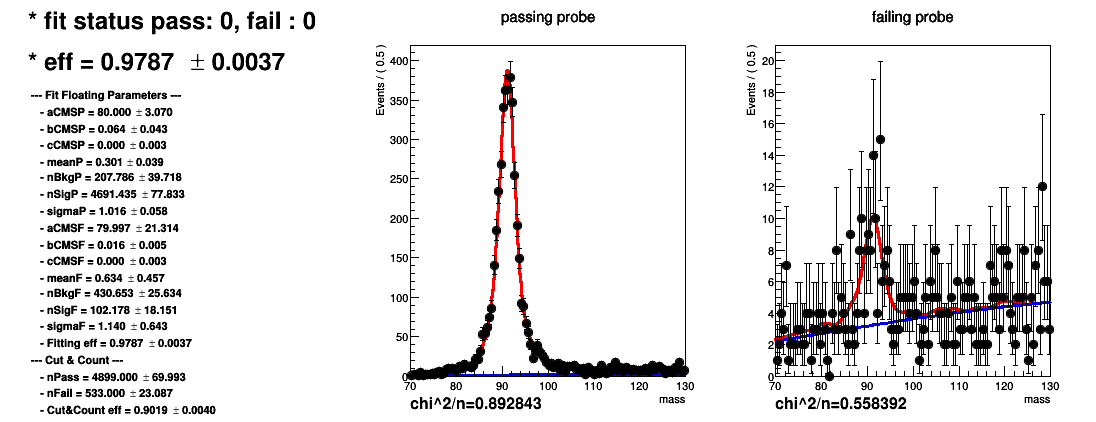 * fit status pass: 0, fail : 0
* eff = 0.9787 ± 0.0037
--- Fit Floating Parameters ---
- aCMSP = 80.000 ± 3.070
- bCMSP = 0.064 ± 0.043
- cCMSP = 0.000 ± 0.003
- meanP = 0.301 ± 0.039
- nBkgP = 207.786 ± 39.718
- nSigP = 4691.435 ± 77.833
- sigmaP = 1.016 ± 0.058
- aCMSF = 79.997 ± 21.314
- bCMSF = 0.016 ± 0.005
- cCMSF = 0.000 ± 0.003
- meanF = 0.634 ± 0.457
- nBkgF = 430.653 ± 25.634
- nSigF = 102.178 ± 18.151
- sigmaF = 1.140 ± 0.643
- Fitting eff = 0.9787 ± 0.0037
--- Cut & Count ---
- nPass = 4899.000 ± 69.993
- nFail = 533.000 ± 23.087
- Cut&Count eff = 0.9019 ± 0.0040
passing probe
Events / ( 0.5 )
400
350
300
250
200
150
100
50
0
70 80 90 100 110 120 130
mass
chi^2/n=0.892843
failing probe
Events / ( 0.5 )
20
18
16
14
12
10
8
6
4
2
0
70 80 90 100 110 120 130
mass
chi^2/n=0.558392